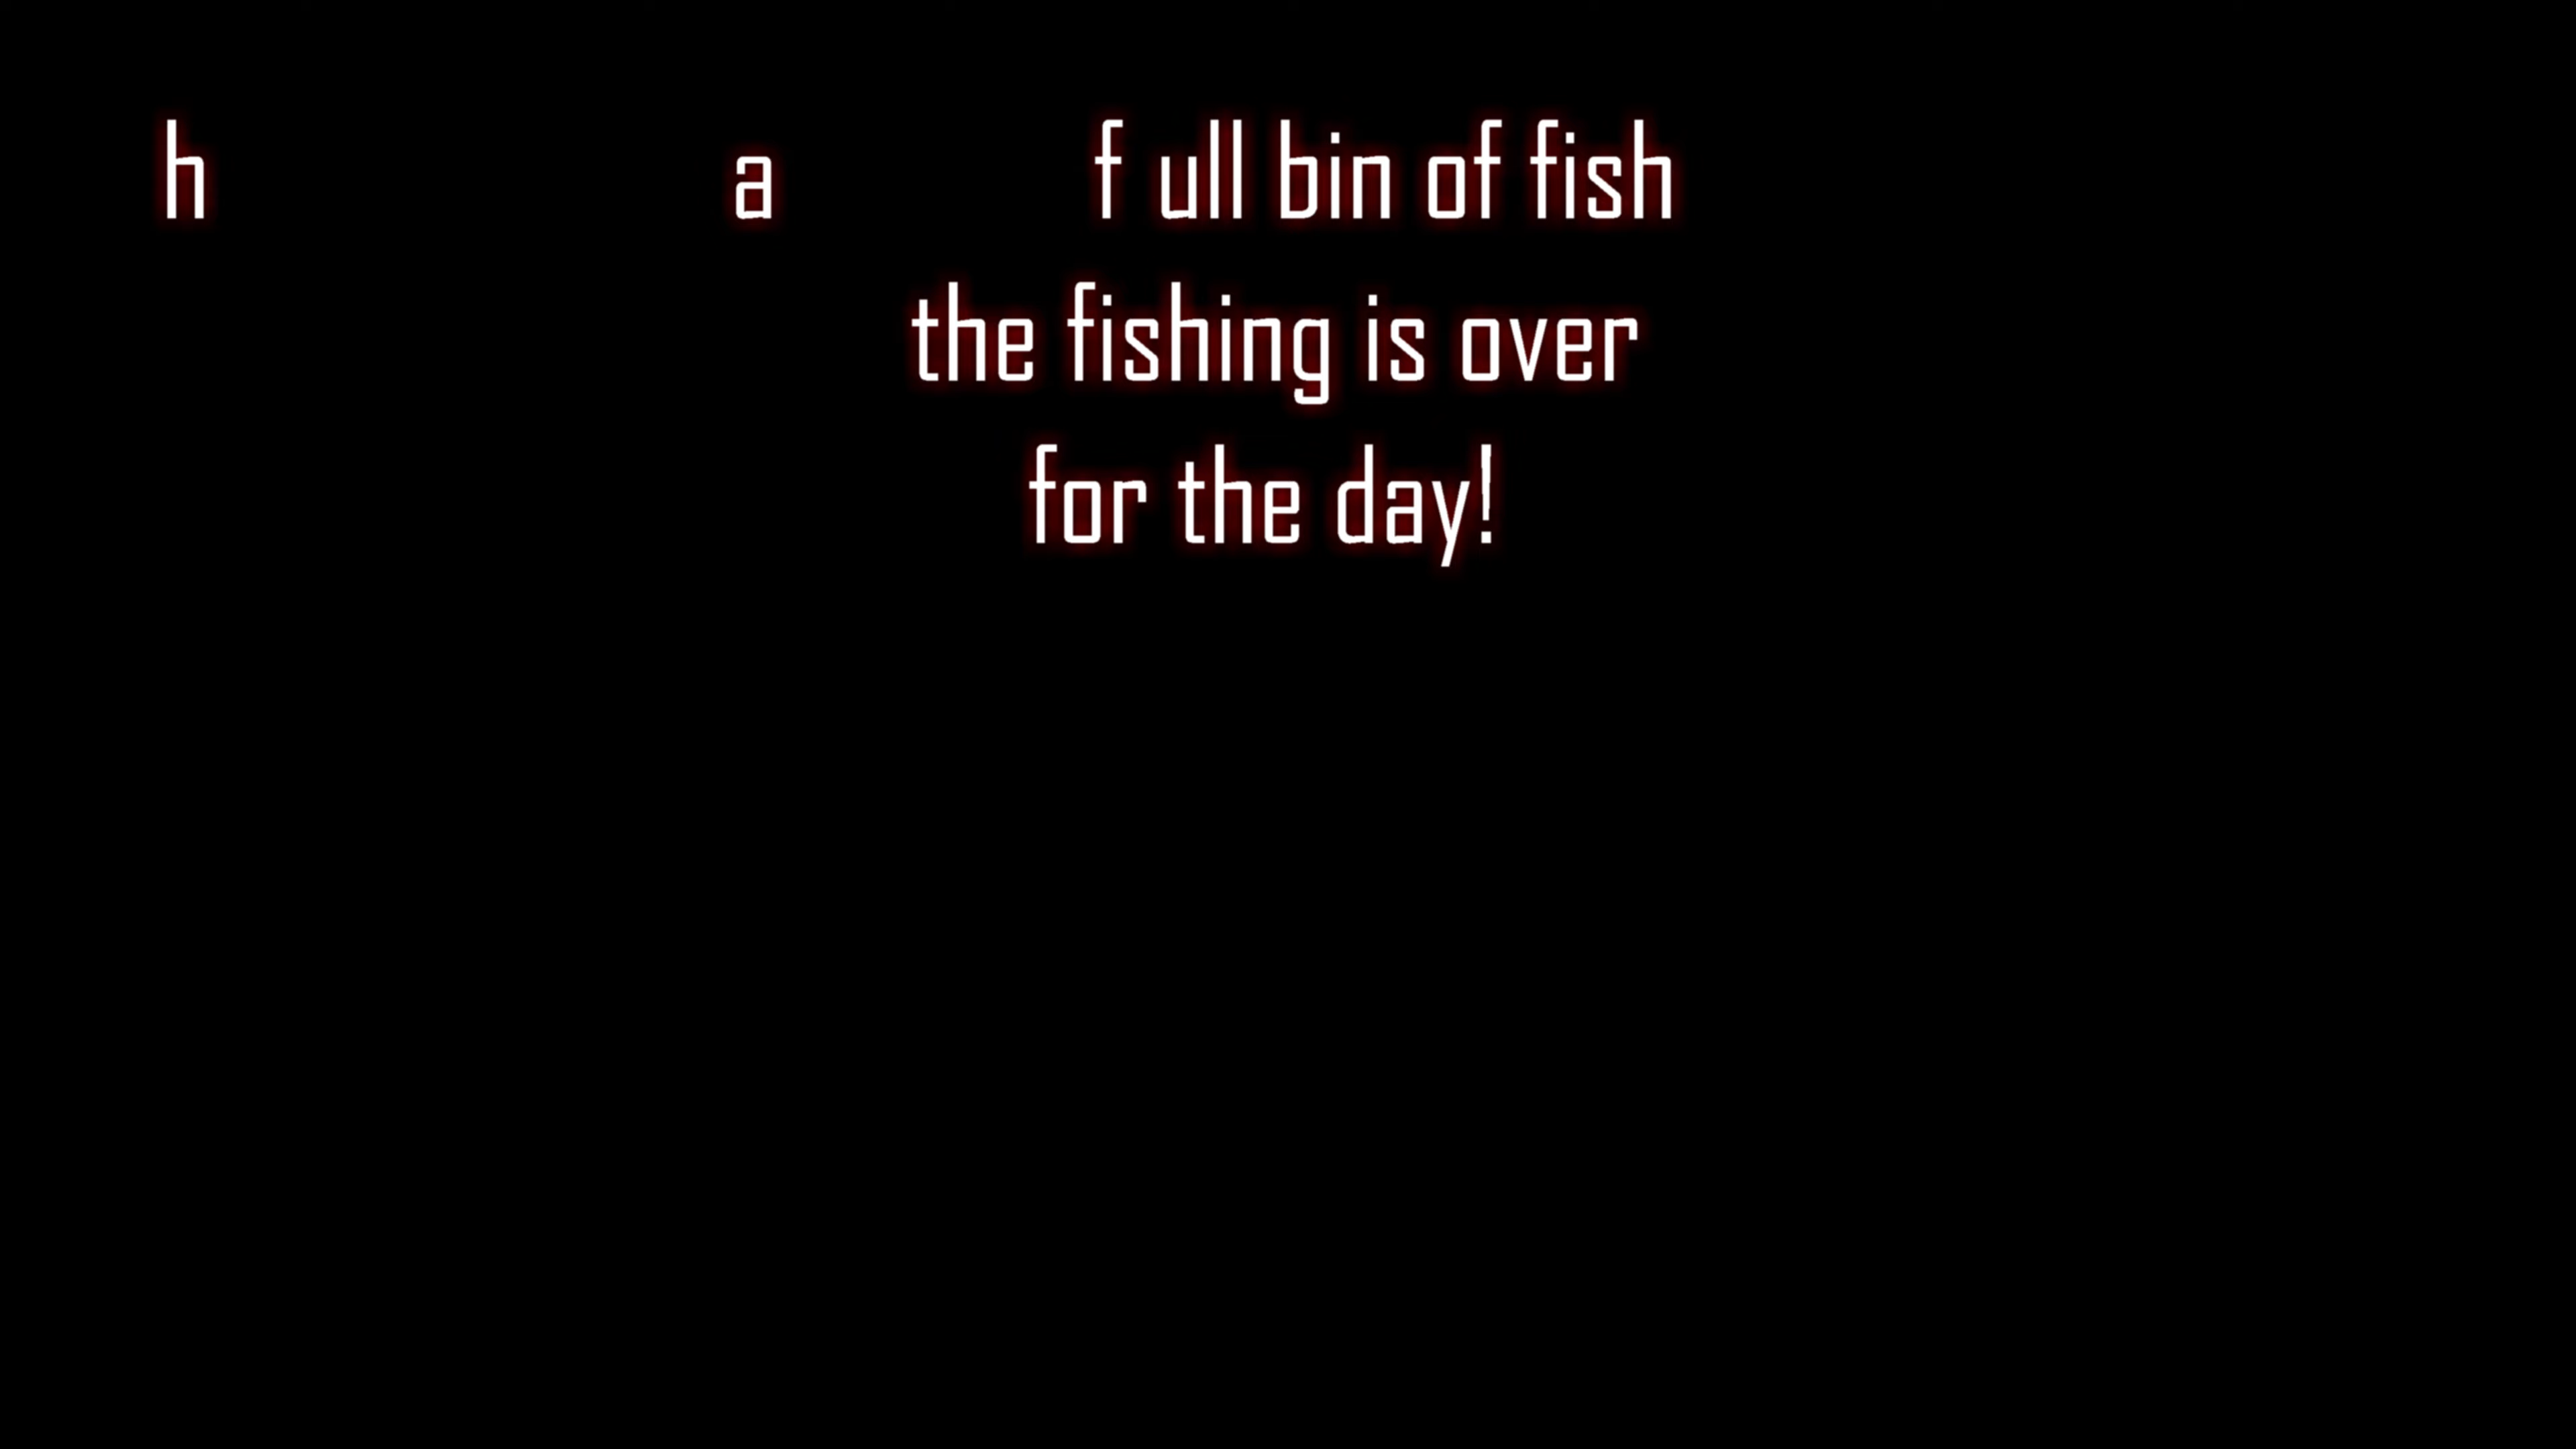 h a f ull bin of fish
the fishing is over
for the day!